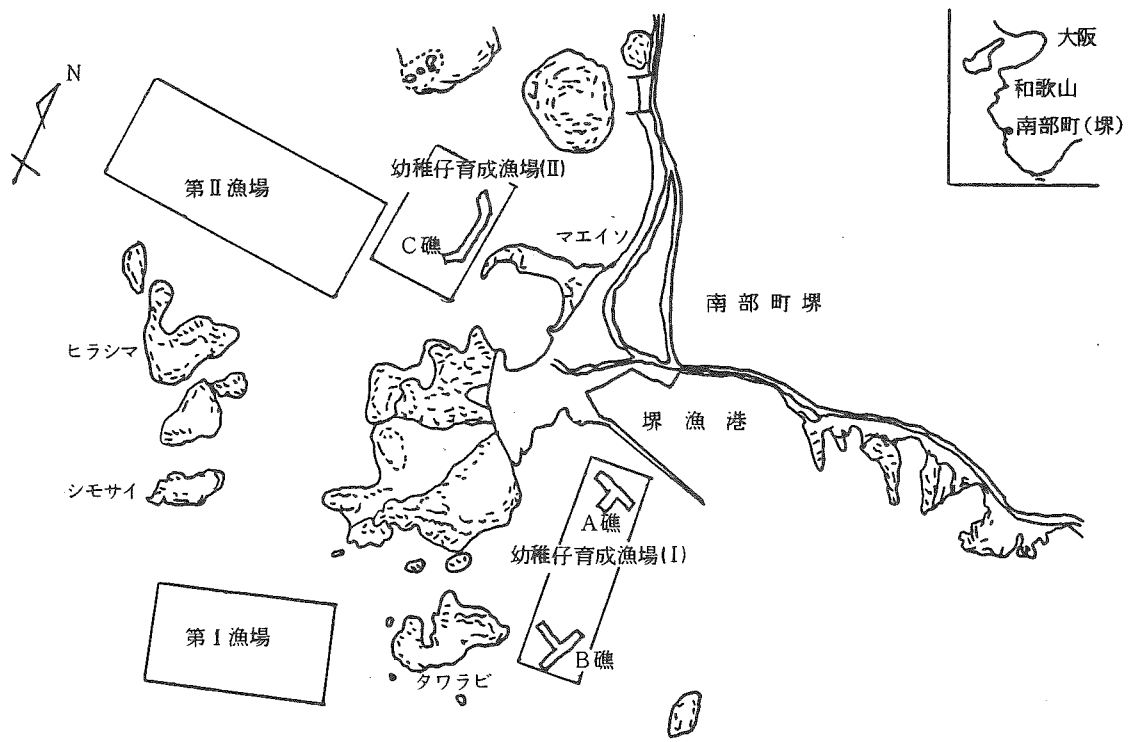 N
大阪
和歌山
南部町(堺)
第Ⅱ漁場
幼稚仔育成漁場(Ⅱ)
C礁
マエイソ
南部町堺
ヒラシマ
堺漁港
シモサイ
A礁
幼稚仔育成漁場(Ⅰ)
第Ⅰ漁場
B礁
タワラビ